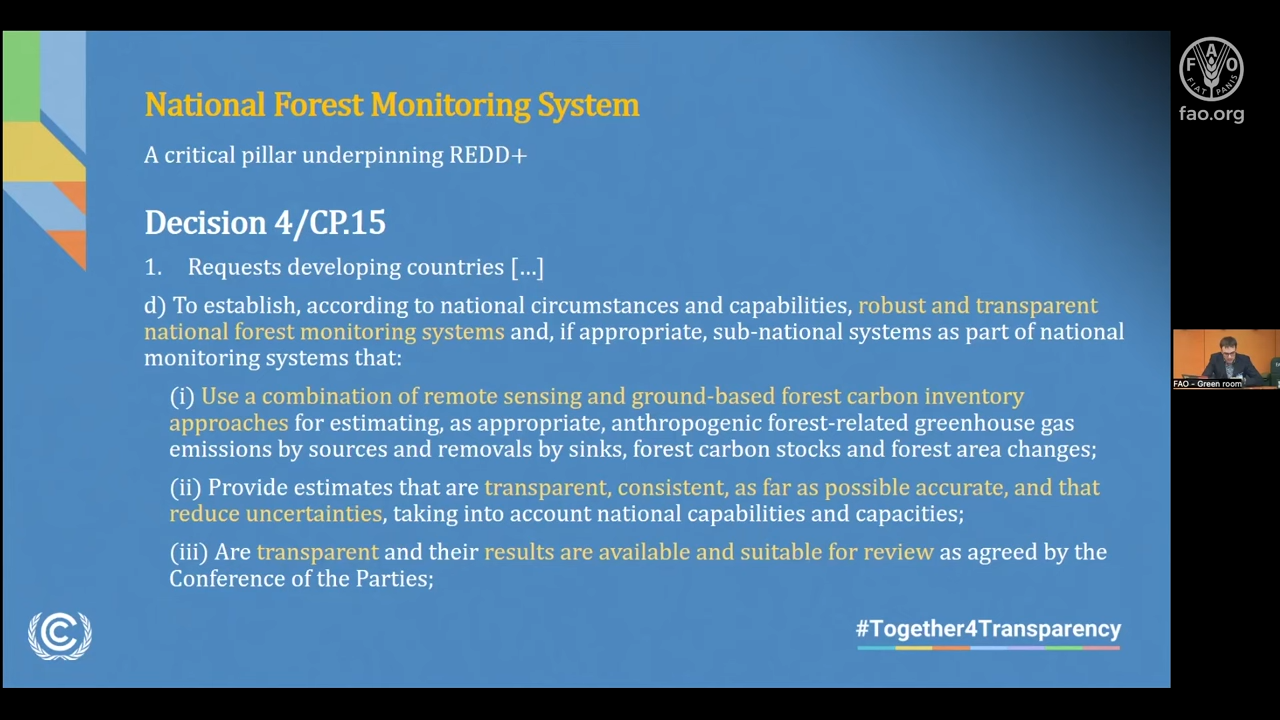 National Forest Monitoring System
A critical pillar underpinning REDD+
Decision 4/CP.15
1. Requests developing countries [...]
d) To establish, according to national circumstances and capabilities, robust and transparent
national forest monitoring systems and, if appropriate, sub-national systems as part of national
monitoring systems that:
(i) Use a combination of remote sensing and ground-based forest carbon inventory
approaches for estimating, as appropriate, anthropogenic forest-related greenhouse gas
emissions by sources and removals by sinks, forest carbon stocks and forest area changes;
(ii) Provide estimates that are transparent, consistent, as far as possible accurate, and that
reduce uncertainties, taking into account national capabilities and capacities;
(iii) Are transparent and their results are available and suitable for review as agreed by the
Conference of the Parties;
#Together4Transparency
F A O
FIAT PANIS
fao.org
FAO - Green room